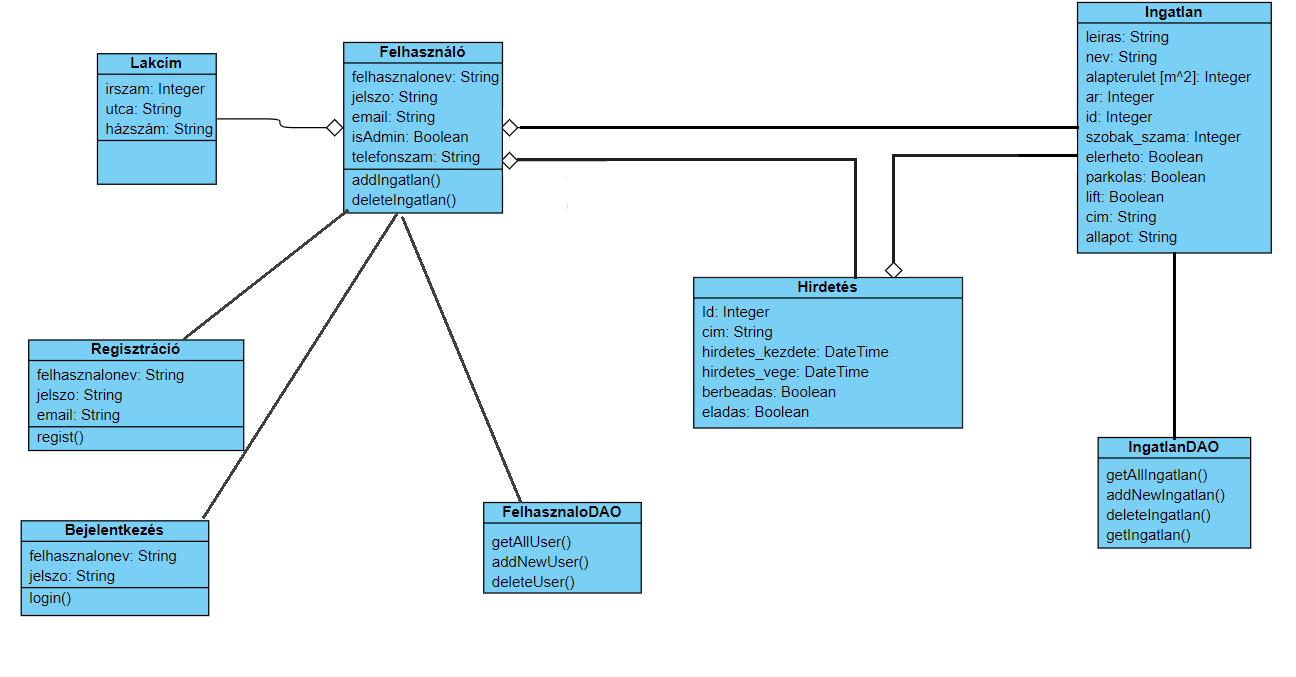 Lakcím
irszam: Integer
utca: String
házszám: String
Felhasználó
felhasznalonev: String
jelszo: String
email: String
isAdmin: Boolean
telefonszam: String
addIngatlan()
deleteIngatlan()
Ingatlan
leiras: String
nev: String
alapterulet [m^2]: Integer
ar: Integer
id: Integer
szobak_szama: Integer
elerheto: Boolean
parkolas: Boolean
lift: Boolean
cim: String
allapot: String
Hirdetés
Id: Integer
cim: String
hirdetes_kezdete: DateTime
hirdetes_vege: DateTime
berbeadas: Boolean
eladas: Boolean
Regisztráció
felhasznalonev: String
jelszo: String
email: String
regist()
Bejelentkezés
felhasznalonev: String
jelszo: String
login()
FelhasznaloDAO
getAllUser()
addNewUser()
deleteUser()
IngatlanDAO
getAllIngatlan()
addNewIngatlan()
deleteIngatlan()
getIngatlan()